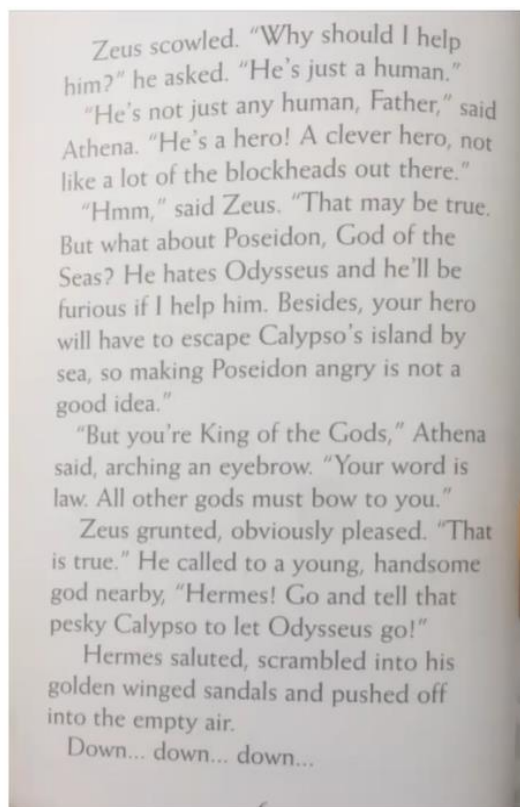 Zeus scowled. “Why should I help
him?” he asked. “He’s just a human.”
“He’s not just any human, Father,” said
Athena. “He’s a hero! A clever hero, not
like a lot of the blockheads out there.”
“Hmm,” said Zeus. “That may be true.
But what about Poseidon, God of the
Seas? He hates Odysseus and he’ll be
furious if I help him. Besides, your hero
will have to escape Calypso’s island by
sea, so making Poseidon angry is not a
good idea.”
“But you’re King of the Gods,” Athena
said, arching an eyebrow. “Your word is
law. All other gods must bow to you.”
Zeus grunted, obviously pleased. “That
is true.” He called to a young, handsome
god nearby, “Hermes! Go and tell that
pesky Calypso to let Odysseus go!”
Hermes saluted, scrambled into his
golden winged sandals and pushed off
into the empty air.
Down... down... down...